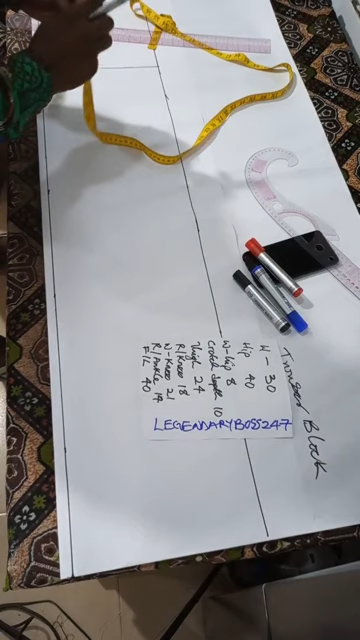 Trouser Block
W - 30
Hip 40
W-Hip 8
Crotch depth 10
Thigh 24
R/Knee 18
W-Knee 21
R/Ankle 14
F/L 40
LEGENDARYBOSS247